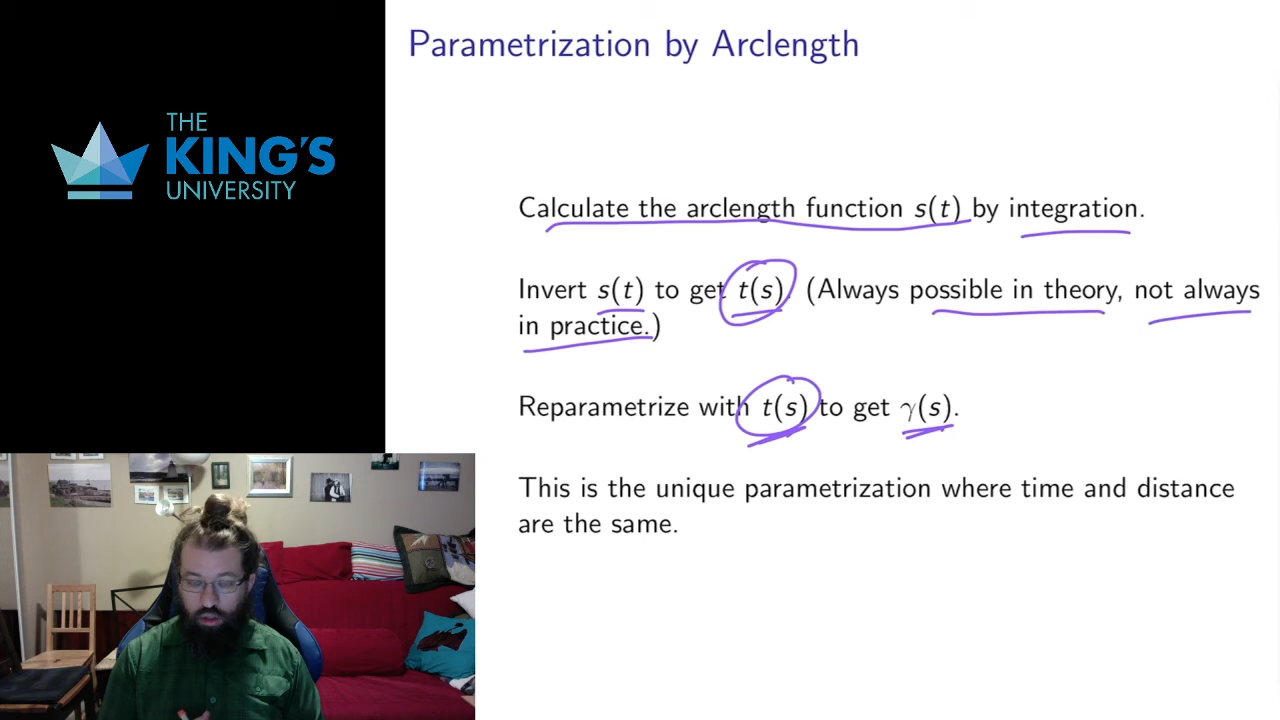 Parametrization by Arclength
THE
KING'S
UNIVERSITY
Calculate the arclength function s(t) by integration.
Invert s(t) to get t(s). (Always possible in theory, not always
in practice.)
Reparametrize with t(s) to get γ(s).
This is the unique parametrization where time and distance
are the same.